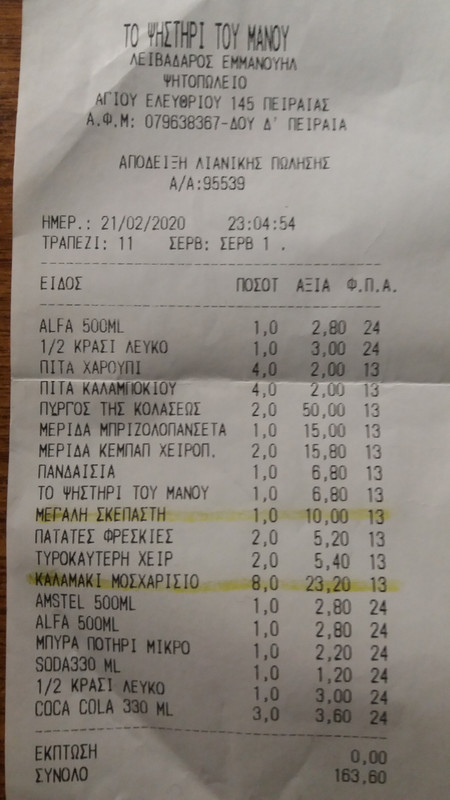 ΤΟ ΨΗΣΤΗΡΙ ΤΟΥ ΜΑΝΟΥ
ΛΕΙΒΑΔΑΡΟΣ ΕΜΜΑΝΟΥΗΛ
ΨΗΤΟΠΩΛΕΙΟ
ΑΓΙΟΥ ΕΛΕΥΘΡΙΟΥ 145 ΠΕΙΡΑΙΑΣ
Α.Φ.Μ: 079638367-ΔΟΥ Δ' ΠΕΙΡΑΙΑ
ΑΠΟΔΕΙΞΗ ΛΙΑΝΙΚΗΣ ΠΩΛΗΣΗΣ
Α/Α:95539
ΗΜΕΡ.: 21/02/2020 23:04:54
ΤΡΑΠΕΖΙ: 11 ΣΕΡΒ: ΣΕΡΒ 1 .
ΕΙΔΟΣ ΠΟΣΟΤ ΑΞΙΑ Φ.Π.Α.
ALFA 500ML 1,0 2,80 24
1/2 ΚΡΑΣΙ ΛΕΥΚΟ 1,0 3,00 24
ΠΙΤΑ ΧΑΡΟΥΠΙ 4,0 2,00 13
ΠΙΤΑ ΚΑΛΑΜΠΟΚΙΟΥ 4,0 2,00 13
ΠΥΡΓΟΣ ΤΗΣ ΚΟΛΑΣΕΩΣ 2,0 50,00 13
ΜΕΡΙΔΑ ΜΠΡΙΖΟΛΟΠΑΝΣΕΤΑ 1,0 15,00 13
ΜΕΡΙΔΑ ΚΕΜΠΑΠ ΧΕΙΡΟΠ. 2,0 15,80 13
ΠΑΝΔΑΙΣΙΑ 1,0 6,80 13
ΤΟ ΨΗΣΤΗΡΙ ΤΟΥ ΜΑΝΟΥ 1,0 6,80 13
ΜΕΓΑΛΗ ΣΚΕΠΑΣΤΗ 1,0 10,00 13
ΠΑΤΑΤΕΣ ΦΡΕΣΚΙΕΣ 2,0 5,20 13
ΤΥΡΟΚΑΥΤΕΡΗ ΧΕΙΡ 2,0 5,40 13
ΚΑΛΑΜΑΚΙ ΜΟΣΧΑΡΙΣΙΟ 8,0 23,20 13
AMSTEL 500ML 1,0 2,80 24
ALFA 500ML 1,0 2,80 24
ΜΠΥΡΑ ΠΟΤΗΡΙ ΜΙΚΡΟ 1,0 2,20 24
SODA330 ML 1,0 1,20 24
1/2 ΚΡΑΣΙ ΛΕΥΚΟ 1,0 3,00 24
COCA COLA 330 ML 3,0 3,60 24
ΕΚΠΤΩΣΗ 0,00
ΣΥΝΟΛΟ 163,60